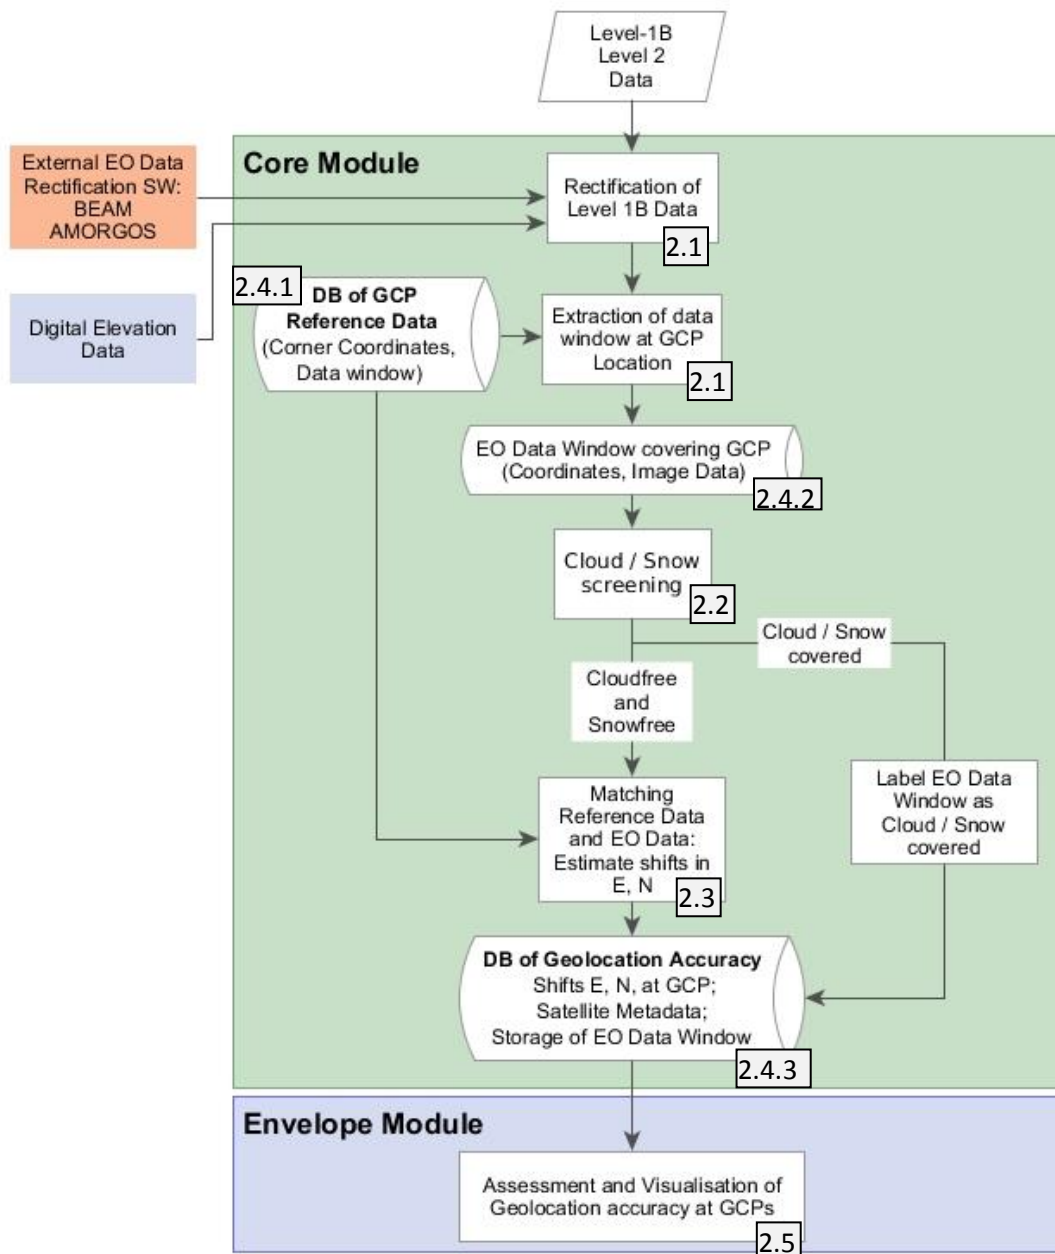 Level-1B
Level 2
Data
Core Module
External EO Data
Rectification SW:
BEAM
AMORGOS
Rectification of
Level 1B Data
2.1
2.4.1
DB of GCP
Reference Data
(Corner Coordinates,
Data window)
Digital Elevation
Data
Extraction of data
window at GCP
Location
2.1
EO Data Window covering GCP
(Coordinates, Image Data)
2.4.2
Cloud / Snow
screening
2.2
Cloud / Snow
covered
Cloudfree
and
Snowfree
Label EO Data
Window as
Cloud / Snow
covered
Matching
Reference Data
and EO Data:
Estimate shifts in
E, N
2.3
DB of Geolocation Accuracy
Shifts E, N, at GCP;
Satellite Metadata;
Storage of EO Data Window
2.4.3
Envelope Module
Assessment and Visualisation of
Geolocation accuracy at GCPs
2.5